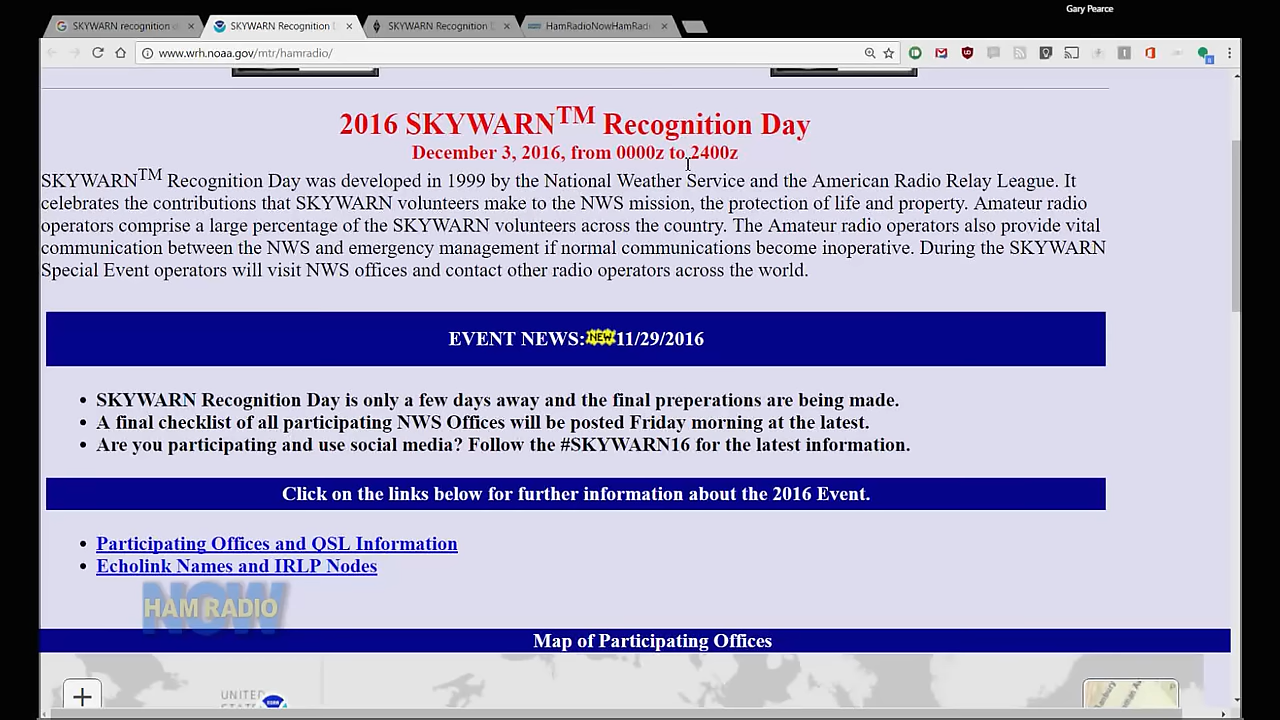 Gary Pearce
SKYWARN recognition
SKYWARN Recognition
SKYWARN Recognition
HamRadioNowHamRadi
www.wrh.noaa.gov/mtr/hamradio/
2016 SKYWARN™ Recognition Day
December 3, 2016, from 0000z to 2400z
SKYWARN™ Recognition Day was developed in 1999 by the National Weather Service and the American Radio Relay League. It
celebrates the contributions that SKYWARN volunteers make to the NWS mission, the protection of life and property. Amateur radio
operators comprise a large percentage of the SKYWARN volunteers across the country. The Amateur radio operators also provide vital
communication between the NWS and emergency management if normal communications become inoperative. During the SKYWARN
Special Event operators will visit NWS offices and contact other radio operators across the world.
EVENT NEWS: NEW 11/29/2016
• SKYWARN Recognition Day is only a few days away and the final preperations are being made.
• A final checklist of all participating NWS Offices will be posted Friday morning at the latest.
• Are you participating and use social media? Follow the #SKYWARN16 for the latest information.
Click on the links below for further information about the 2016 Event.
• Participating Offices and QSL Information
• Echolink Names and IRLP Nodes
HAM RADIO
NOW
Map of Participating Offices
+
UNITED